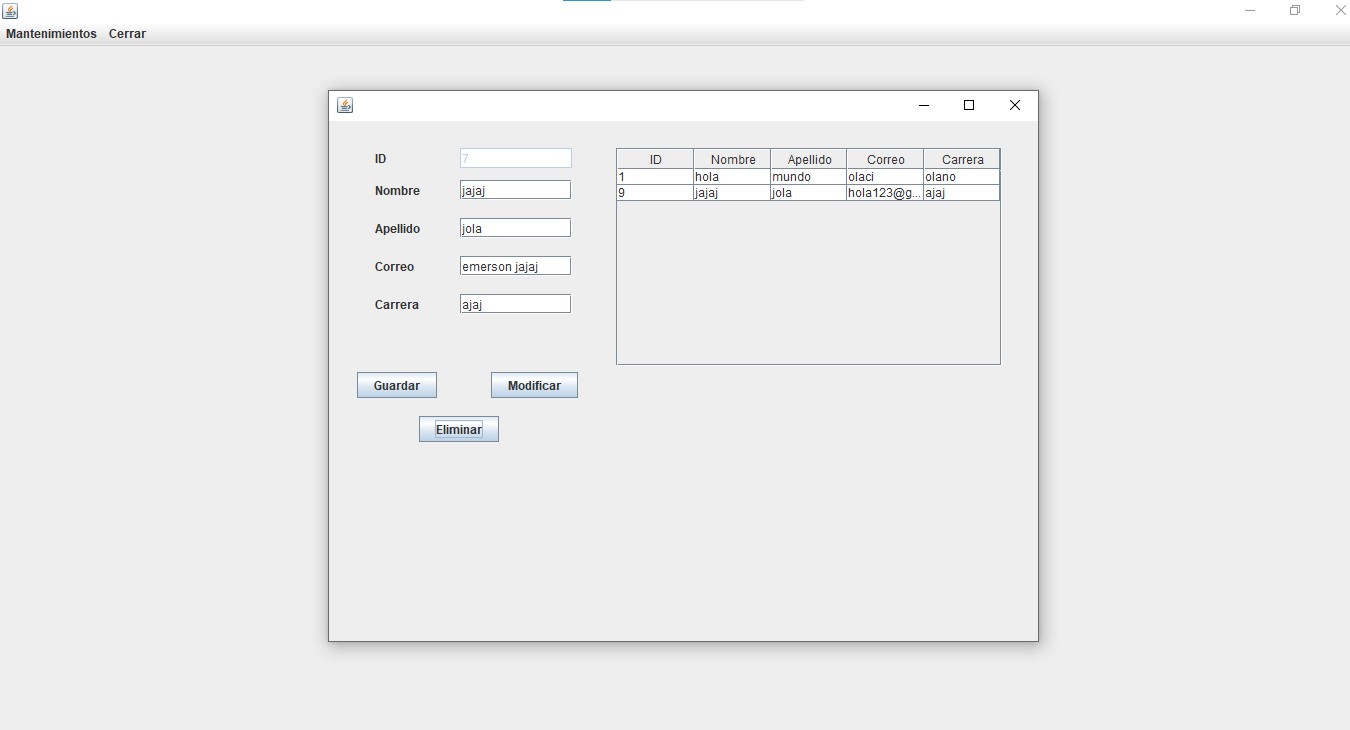 Mantenimientos Cerrar
ID 7
Nombre jajaj
Apellido jola
Correo emerson jajaj
Carrera ajaj
Guardar Modificar
Eliminar
ID Nombre Apellido Correo Carrera
1 hola mundo olaci olano
9 jajaj jola hola123@g... ajaj